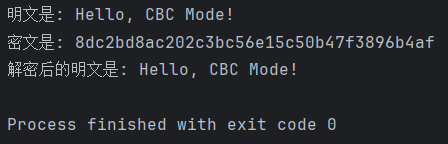 明文是: Hello, CBC Mode!
密文是: 8dc2bd8ac202c3bc56e15c50b47f3896b4af
解密后的明文是: Hello, CBC Mode!
Process finished with exit code 0